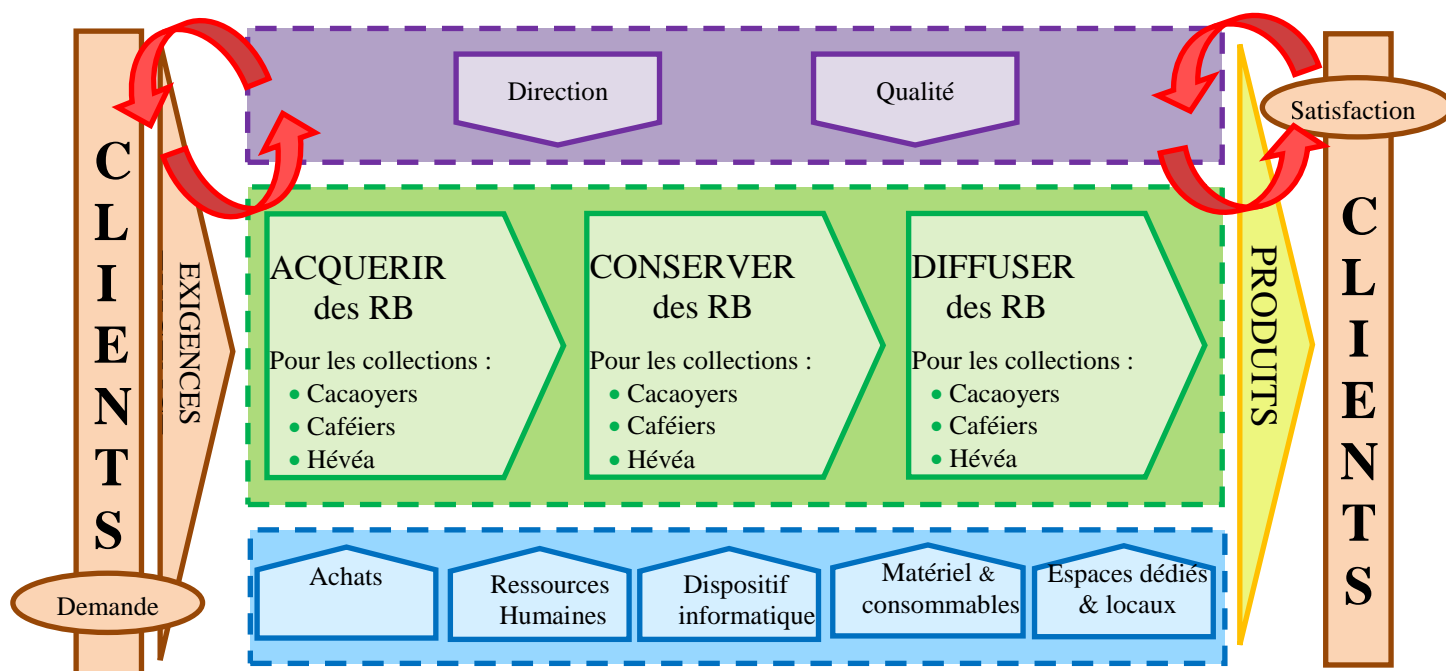 CLIENTS
Demande
EXIGENCES
Direction
Qualité
ACQUERIR
des RB
Pour les collections :
• Cacaoyers
• Caféiers
• Hévéa
CONSERVER
des RB
Pour les collections :
• Cacaoyers
• Caféiers
• Hévéa
DIFFUSER
des RB
Pour les collections :
• Cacaoyers
• Caféiers
• Hévéa
Achats
Ressources
Humaines
Dispositif
informatique
Matériel &
consommables
Espaces dédiés
& locaux
PRODUITS
Satisfaction
CLIENTS